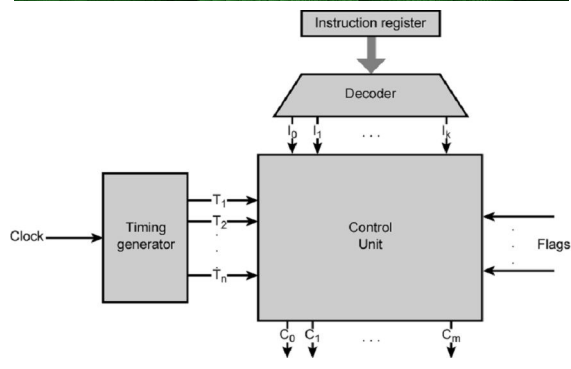 Instruction register
Decoder
I0 I1 . . . Ik
Timing
generator
T1
T2
.
.
Tn
Clock
Control
Unit
.
.
.
Flags
C0 C1 . . . Cm